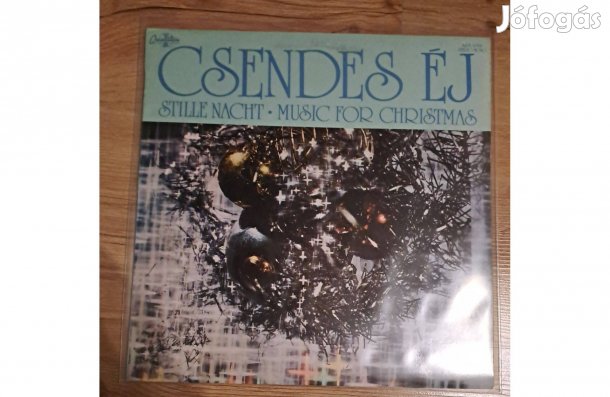 Jófogás
CSENDES ÉJ
STILLE NACHT • MUSIC FOR CHRISTMAS